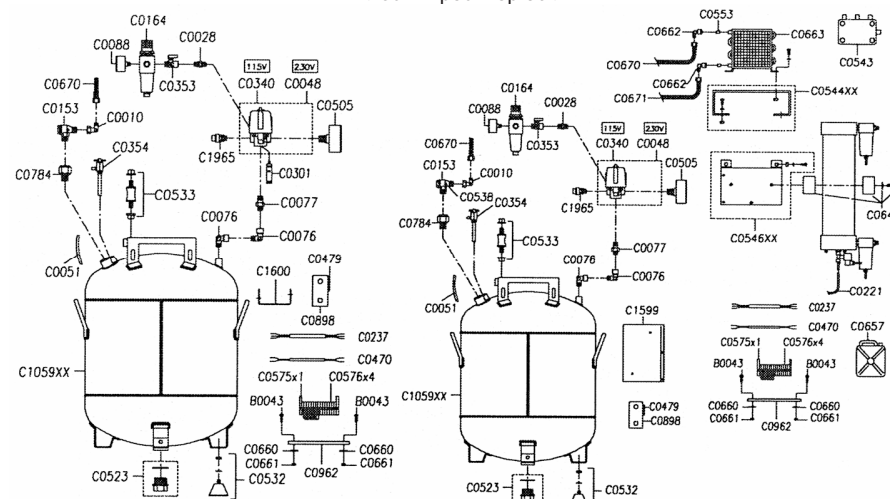 C0164
C0088
C0028
C0353
115V
230V
C0340
C0048
C0505
C0670
C0153
C0010
C0354
C1965
C0301
C0784
C0533
C0077
C0076
C0076
C0051
C1600
C0479
C0898
C0237
C0470
C1059XX
C0575x1
C0576x4
B0043
B0043
C0660
C0660
C0661
C0661
C0962
C0523
C0532
C0164
C0088
C0028
C0353
115V
230V
C0340
C0048
C0505
C0670
C0153
C0010
C0538
C0354
C1965
C0784
C0533
C0077
C0076
C0076
C0051
C1599
C0479
C0898
C1059XX
C0523
C0532
C0662
C0553
C0663
C0543
C0670
C0662
C0671
C0544XX
C0546XX
C0221
C0237
C0470
C0657
C0575x1
C0576x4
B0043
B0043
C0660
C0660
C0661
C0661
C0962